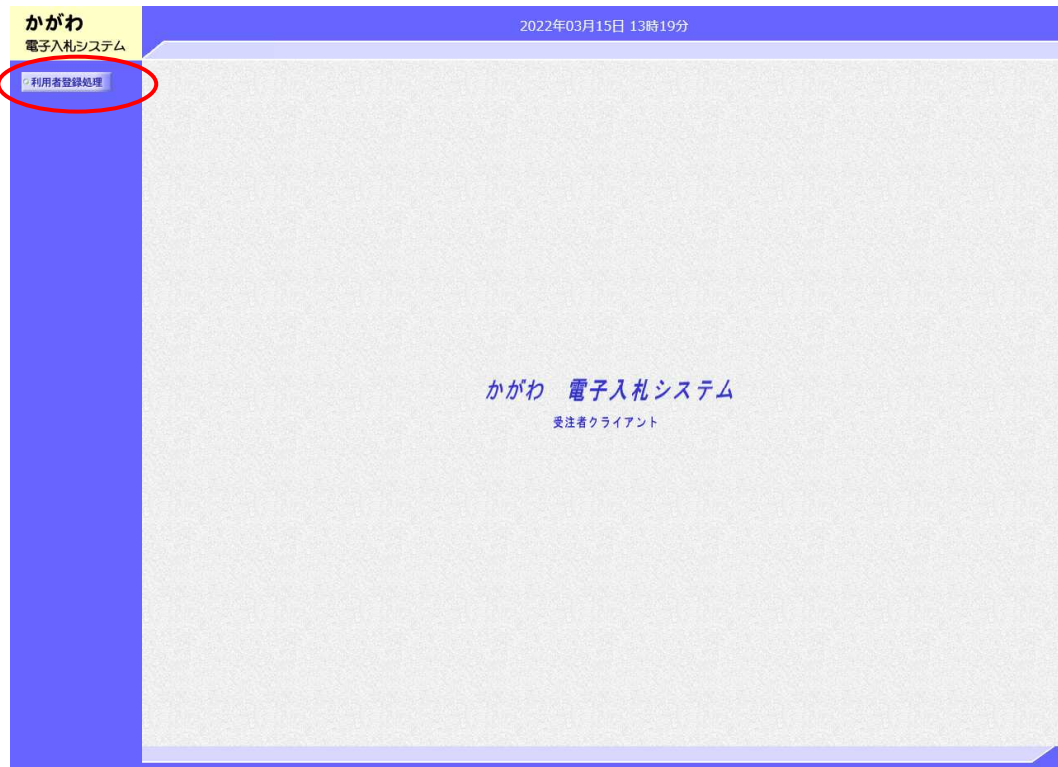 かがわ
電子入札システム
2022年03月15日 13時19分
利用者登録処理
かがわ 電子入札システム
受注者クライアント